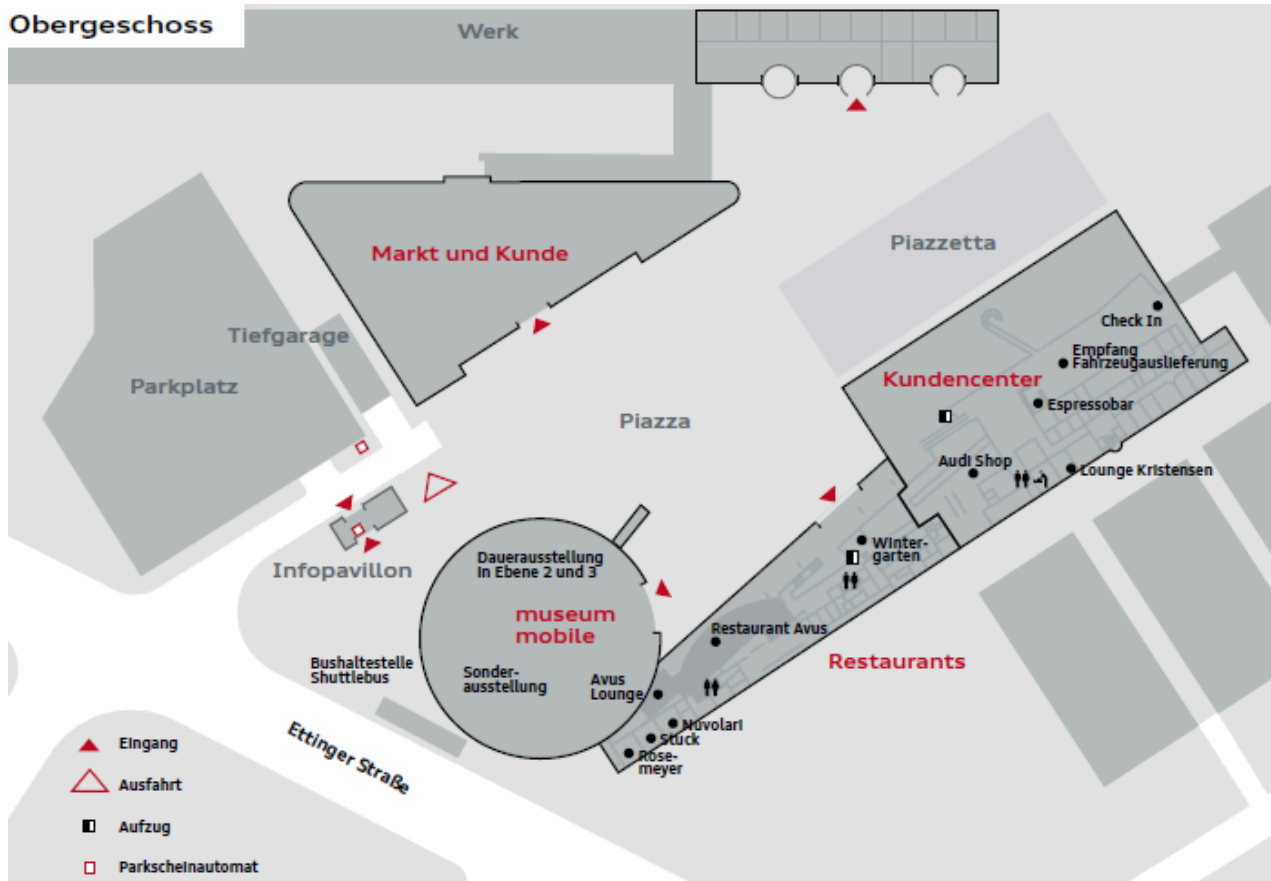 Obergeschoss
Werk
Markt und Kunde
Piazzetta
Tiefgarage
Parkplatz
Check In
Empfang
Fahrzeugauslieferung
Kundencenter
Espressobar
Piazza
Audi Shop
Lounge Kristensen
Infopavillon
Dauerausstellung
in Ebene 2 und 3
Winter-
garten
museum
mobile
Restaurant Avus
Restaurants
Bushaltestelle
Shuttlebus
Sonder-
ausstellung
Avus
Lounge
Nuvolari
Stuck
Rose-
meyer
Ettinger Straße
Eingang
Ausfahrt
Aufzug
Parkscheinautomat